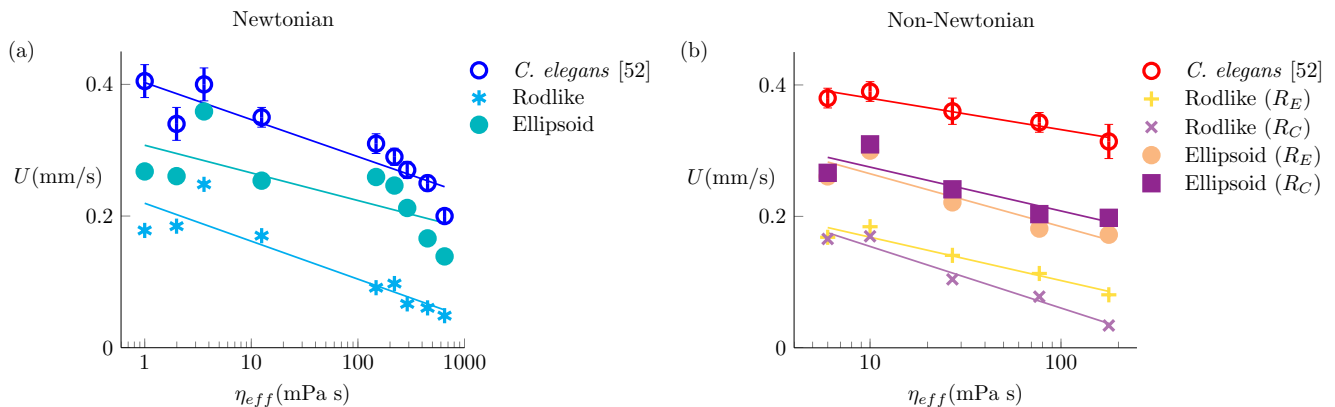 Newtonian
Non-Newtonian
(a)
C. elegans [52]
Rodlike
Ellipsoid
0.4
0.2
0
U(mm/s)
1 10 100 1000
η_eff(mPa s)
(b)
C. elegans [52]
Rodlike (R_E)
Rodlike (R_C)
Ellipsoid (R_E)
Ellipsoid (R_C)
0.4
0.2
0
U(mm/s)
10 100
η_eff(mPa s)